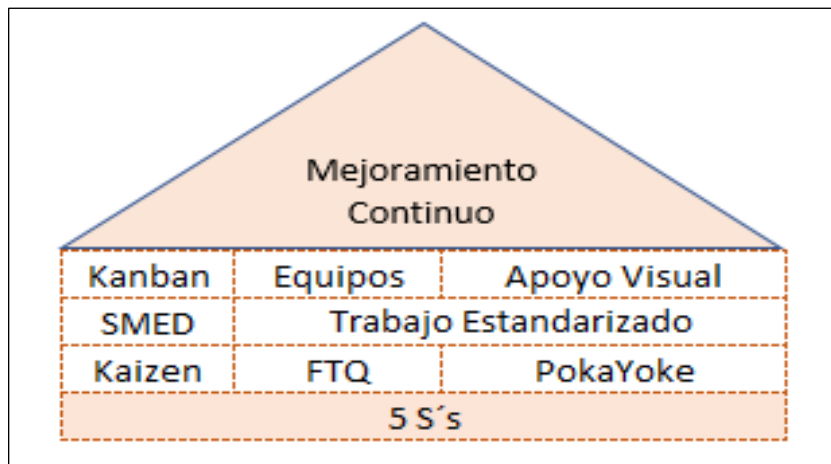 Mejoramiento
Continuo
Kanban Equipos Apoyo Visual
SMED Trabajo Estandarizado
Kaizen FTQ PokaYoke
5 S´s